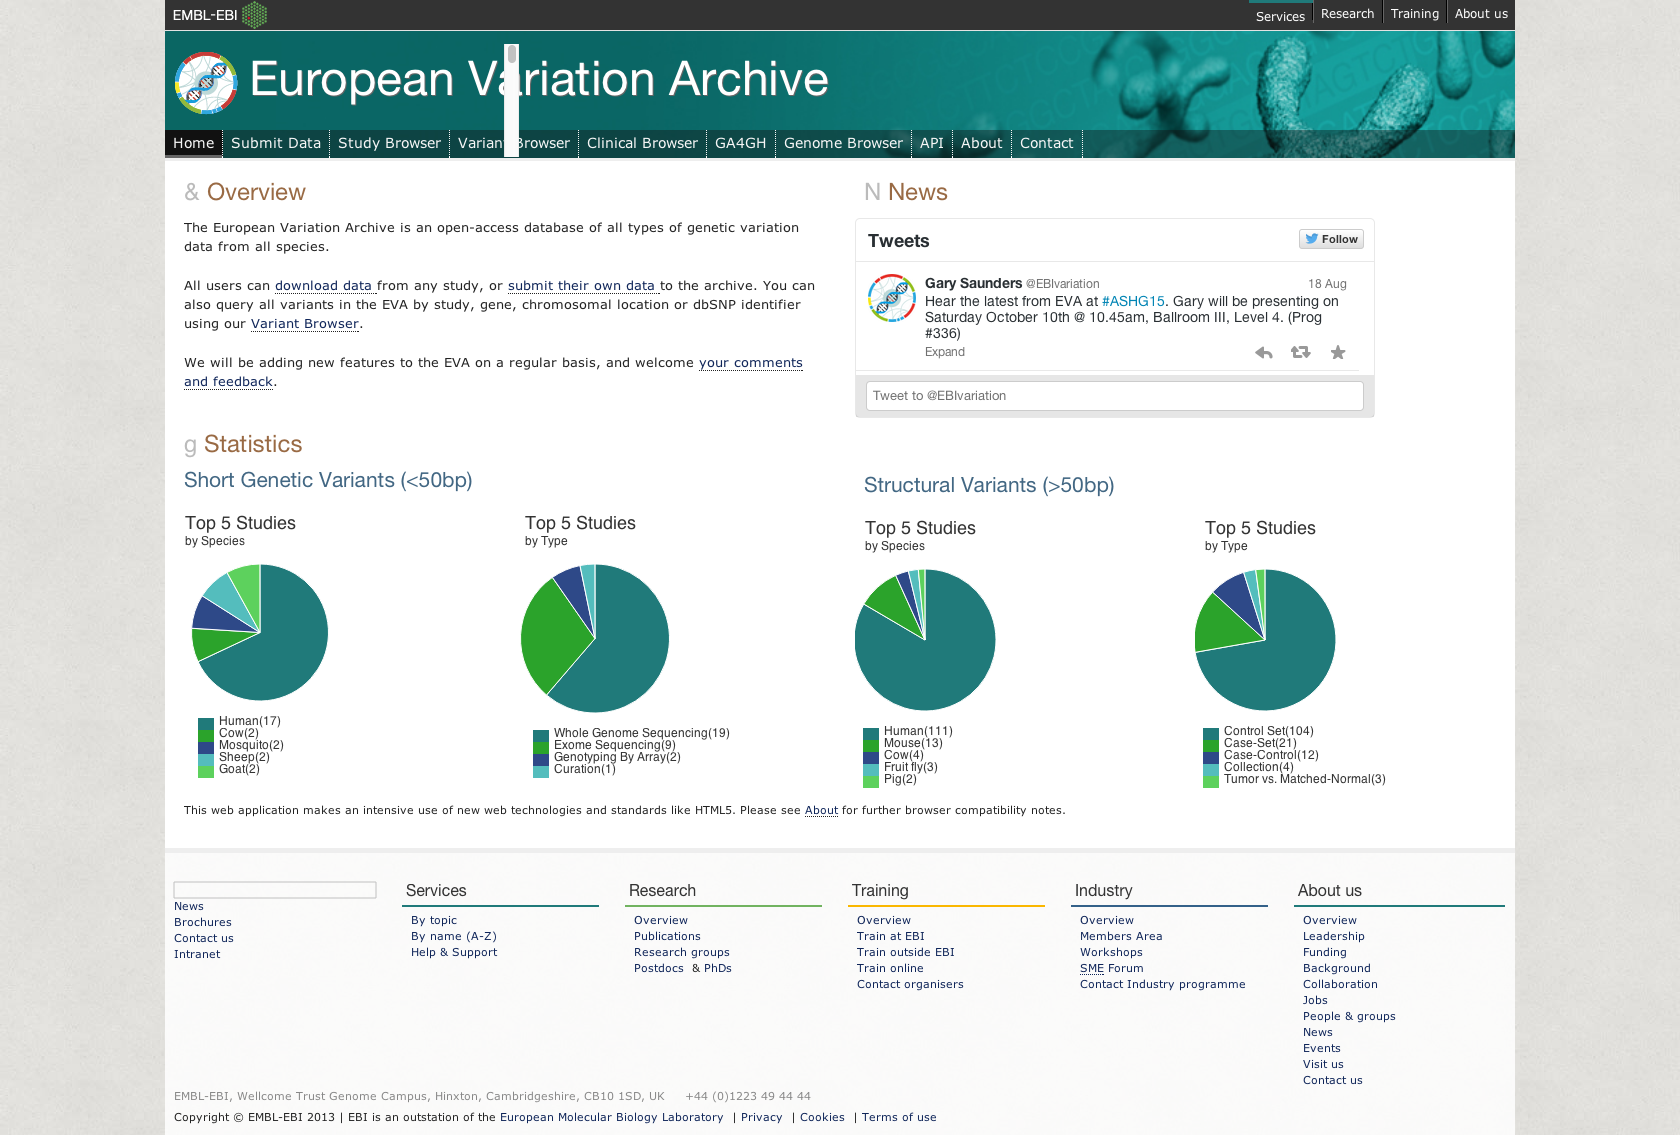 EMBL-EBI
Services
Research
Training
About us
European Variation Archive
Home
Submit Data
Study Browser
Variant Browser
Clinical Browser
GA4GH
Genome Browser
API
About
Contact
& Overview
The European Variation Archive is an open-access database of all types of genetic variation
data from all species.
All users can download data from any study, or submit their own data to the archive. You can
also query all variants in the EVA by study, gene, chromosomal location or dbSNP identifier
using our Variant Browser.
We will be adding new features to the EVA on a regular basis, and welcome your comments
and feedback.
N News
Tweets
Follow
Gary Saunders @EBIvariation
18 Aug
Hear the latest from EVA at #ASHG15. Gary will be presenting on
Saturday October 10th @ 10.45am, Ballroom III, Level 4. (Prog
#336)
Expand
Tweet to @EBIvariation
g Statistics
Short Genetic Variants (<50bp)
Top 5 Studies
by Species
Human(17)
Cow(2)
Mosquito(2)
Sheep(2)
Goat(2)
Top 5 Studies
by Type
Whole Genome Sequencing(19)
Exome Sequencing(9)
Genotyping By Array(2)
Curation(1)
Structural Variants (>50bp)
Top 5 Studies
by Species
Human(111)
Mouse(13)
Cow(4)
Fruit fly(3)
Pig(2)
Top 5 Studies
by Type
Control Set(104)
Case-Set(21)
Case-Control(12)
Collection(4)
Tumor vs. Matched-Normal(3)
This web application makes an intensive use of new web technologies and standards like HTML5. Please see About for further browser compatibility notes.
News
Brochures
Contact us
Intranet
Services
By topic
By name (A-Z)
Help & Support
Research
Overview
Publications
Research groups
Postdocs & PhDs
Training
Overview
Train at EBI
Train outside EBI
Train online
Contact organisers
Industry
Overview
Members Area
Workshops
SME Forum
Contact Industry programme
About us
Overview
Leadership
Funding
Background
Collaboration
Jobs
People & groups
News
Events
Visit us
Contact us
EMBL-EBI, Wellcome Trust Genome Campus, Hinxton, Cambridgeshire, CB10 1SD, UK +44 (0)1223 49 44 44
Copyright © EMBL-EBI 2013 | EBI is an outstation of the European Molecular Biology Laboratory | Privacy | Cookies | Terms of use